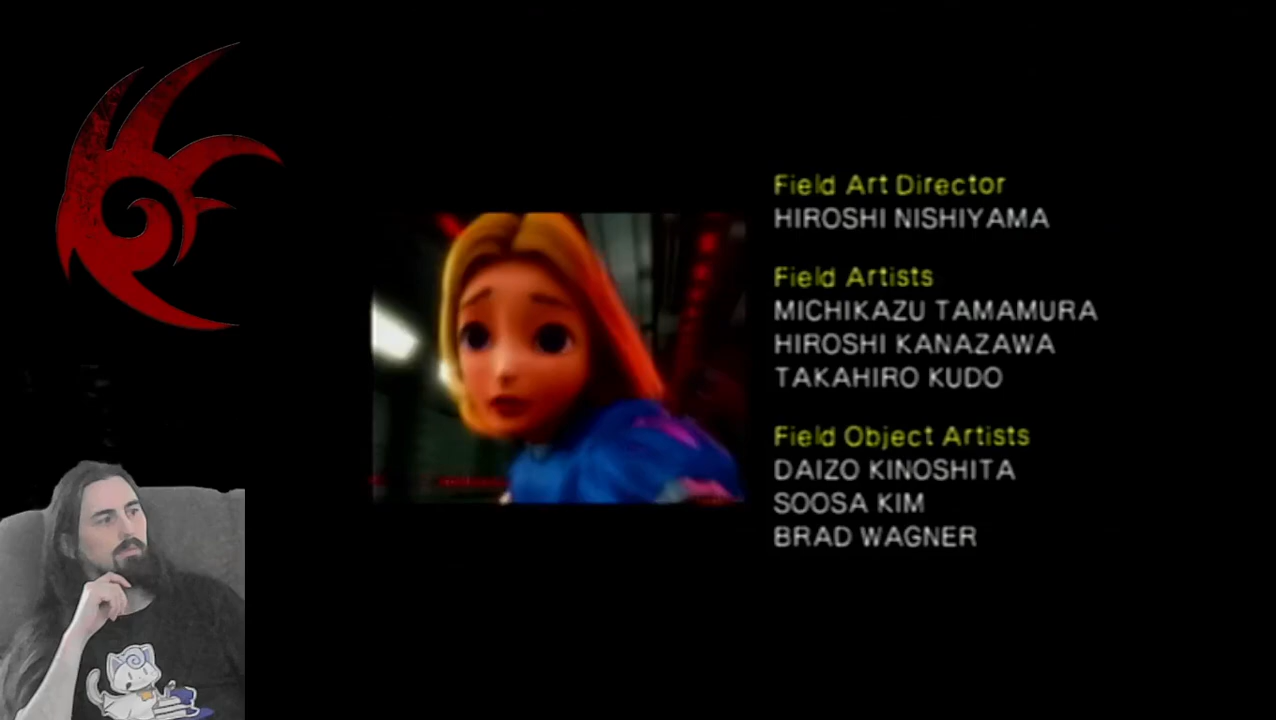 Field Art Director
HIROSHI NISHIYAMA
Field Artists
MICHIKAZU TAMAMURA
HIROSHI KANAZAWA
TAKAHIRO KUDO
Field Object Artists
DAIZO KINOSHITA
SOOSA KIM
BRAD WAGNER